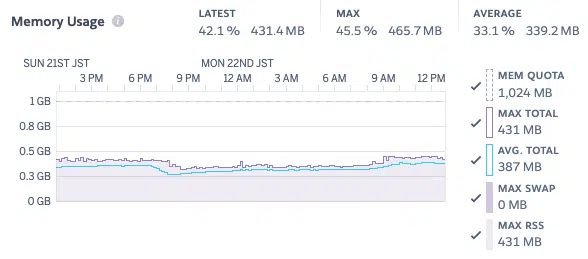 Memory Usage
LATEST
42.1 % 431.4 MB
MAX
45.5 % 465.7 MB
AVERAGE
33.1 % 339.2 MB
SUN 21ST JST MON 22ND JST
3 PM 6 PM 9 PM 12 AM 3 AM 6 AM 9 AM 12 PM
1 GB
0.8 GB
0.5 GB
0.3 GB
0 GB
MEM QUOTA
1,024 MB
MAX TOTAL
431 MB
AVG. TOTAL
387 MB
MAX SWAP
0 MB
MAX RSS
431 MB